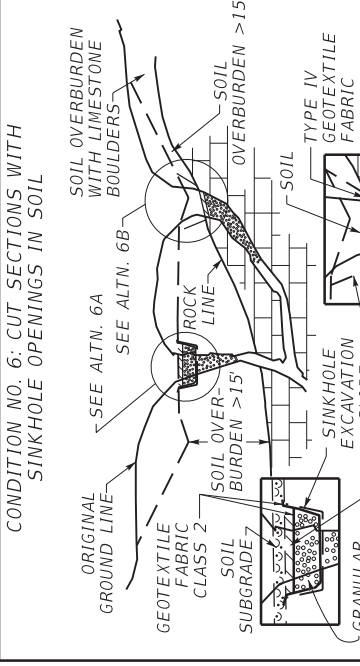 CONDITION NO. 6: CUT SECTIONS WITH
SINKHOLE OPENINGS IN SOIL
SEE ALTN. 6A
SEE ALTN. 6B
SOIL OVERBURDEN
WITH LIMESTONE
BOULDERS
ORIGINAL
GROUND LINE
ROCK
LINE
SOIL
OVERBURDEN >15
GEOTEXTILE
FABRIC
CLASS 2
SOIL OVER-
BURDEN >15'
SOIL
TYPE IV
GEOTEXTILE
FABRIC
SOIL
SUBGRADE
SINKHOLE
EXCAVATION
GRANULAR